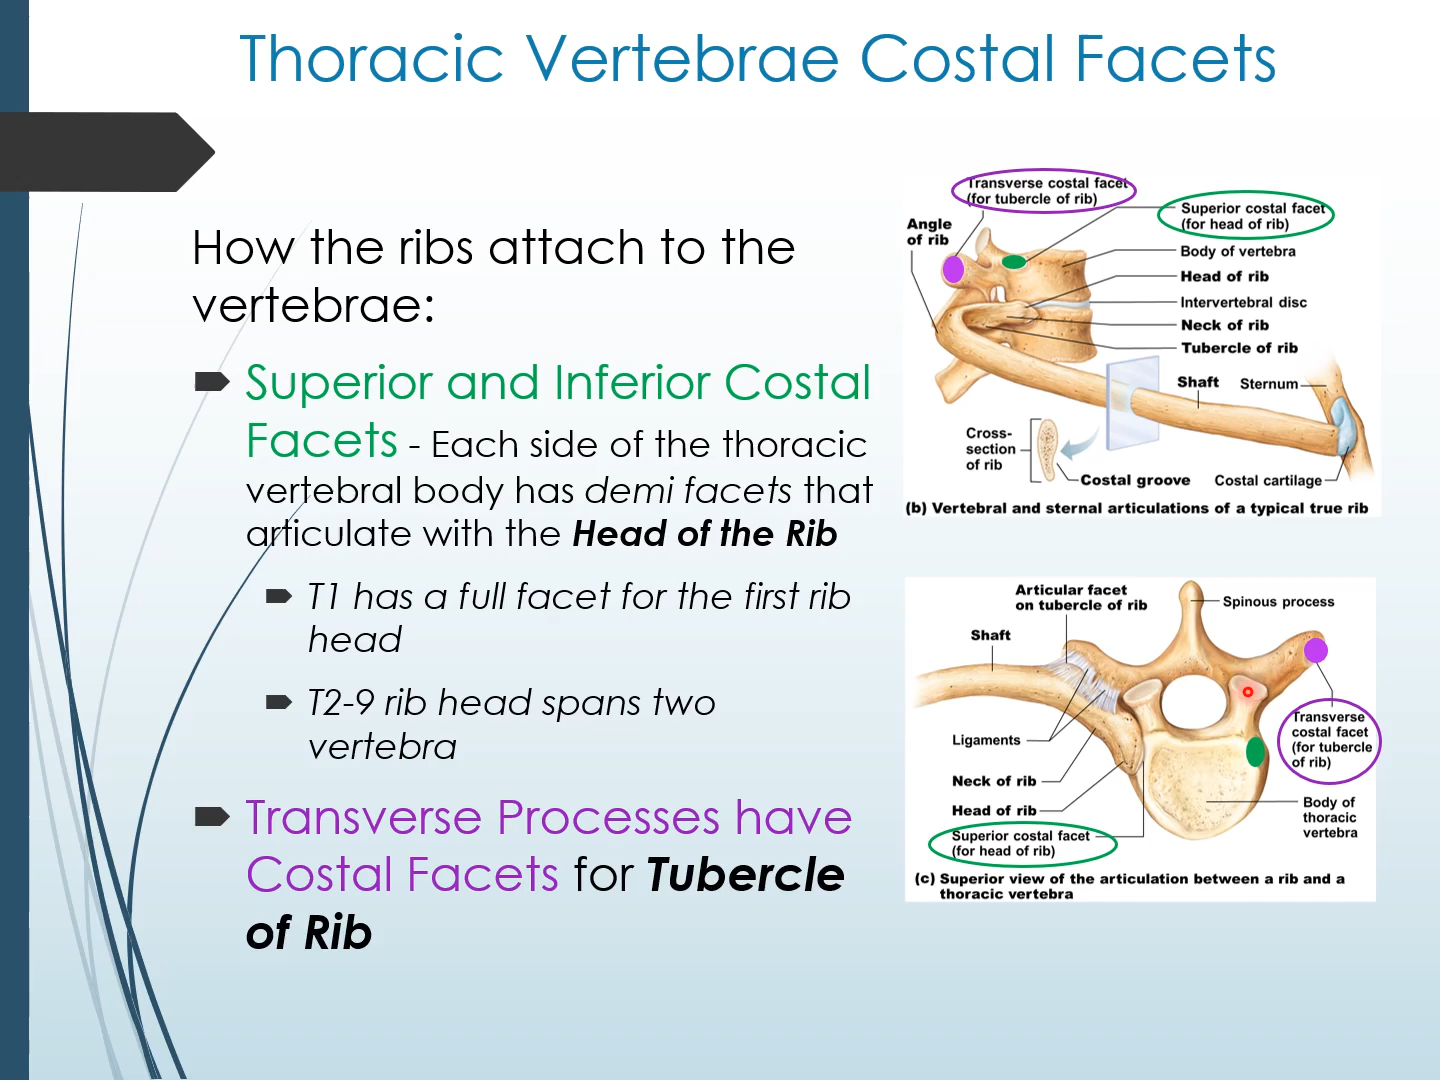 Thoracic Vertebrae Costal Facets
How the ribs attach to the
vertebrae:
Superior and Inferior Costal
Facets - Each side of the thoracic
vertebral body has demi facets that
articulate with the Head of the Rib
T1 has a full facet for the first rib
head
T2-9 rib head spans two
vertebra
Transverse Processes have
Costal Facets for Tubercle
of Rib
Transverse costal facet
(for tubercle of rib)
Superior costal facet
(for head of rib)
Angle
of rib
Body of vertebra
Head of rib
Intervertebral disc
Neck of rib
Tubercle of rib
Shaft
Sternum
Cross-
section
of rib
Costal groove
Costal cartilage
(b) Vertebral and sternal articulations of a typical true rib
Articular facet
on tubercle of rib
Spinous process
Shaft
Transverse
costal facet
(for tubercle
of rib)
Ligaments
Neck of rib
Head of rib
Superior costal facet
(for head of rib)
Body of
thoracic
vertebra
(c) Superior view of the articulation between a rib and a
thoracic vertebra